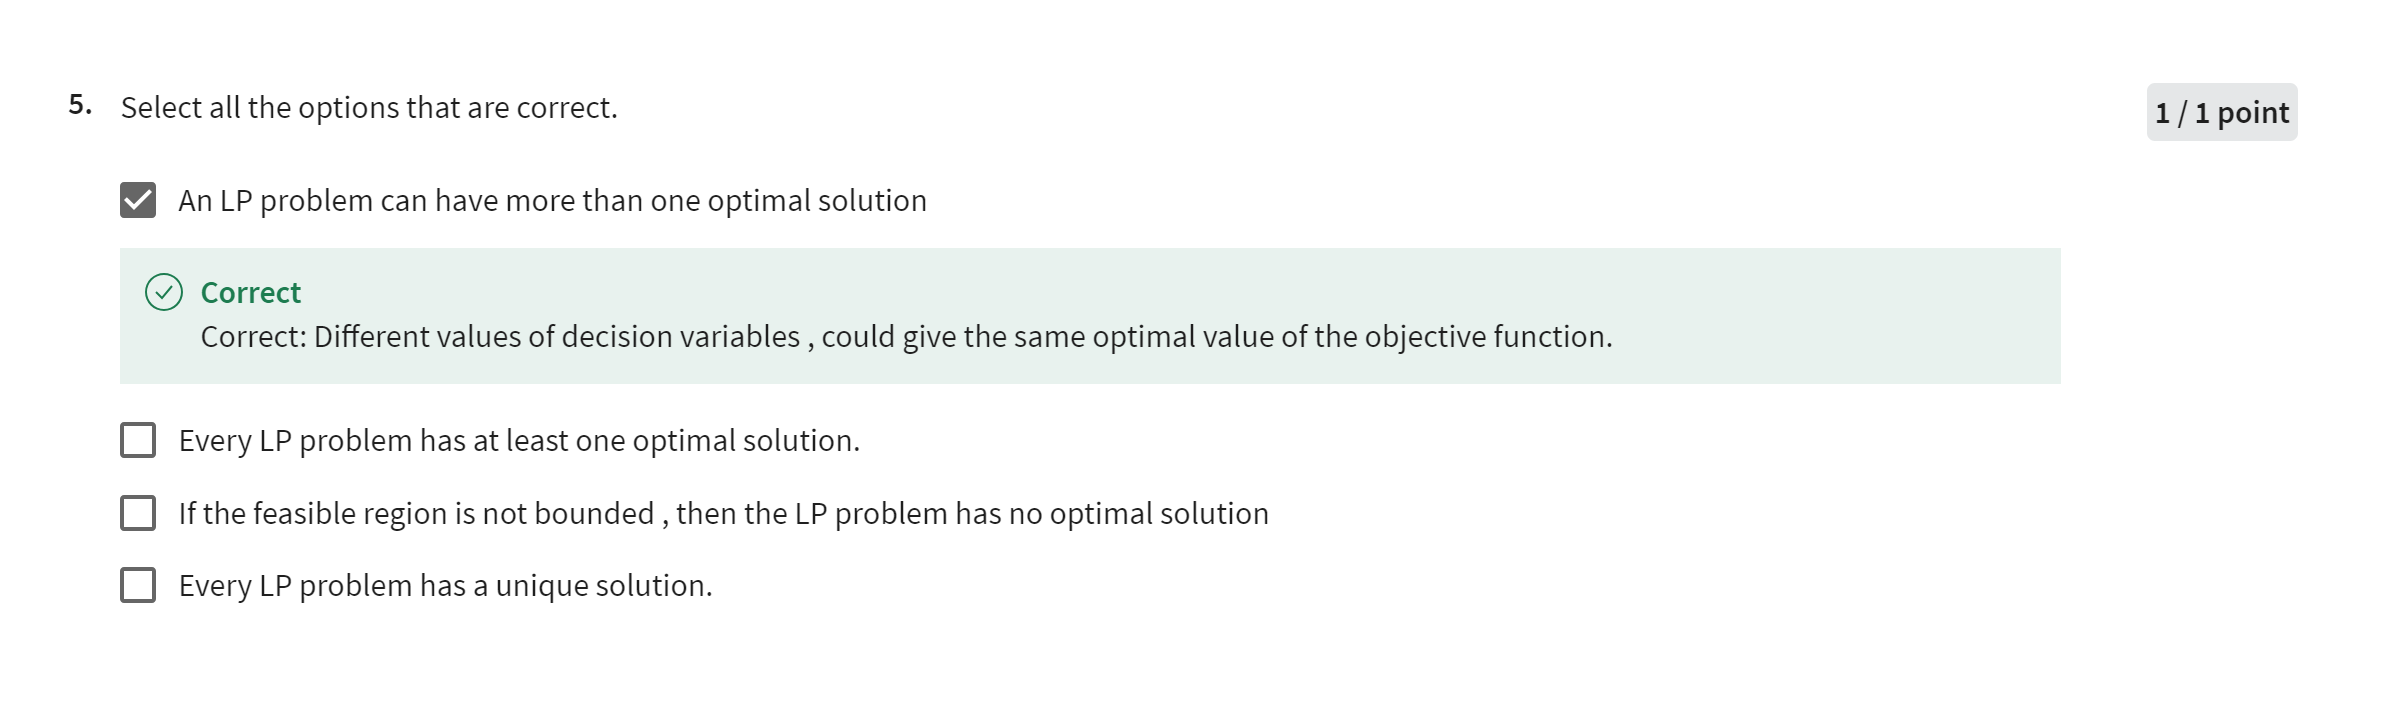 5. Select all the options that are correct.
1 / 1 point
An LP problem can have more than one optimal solution
Correct
Correct: Different values of decision variables , could give the same optimal value of the objective function.
Every LP problem has at least one optimal solution.
If the feasible region is not bounded , then the LP problem has no optimal solution
Every LP problem has a unique solution.